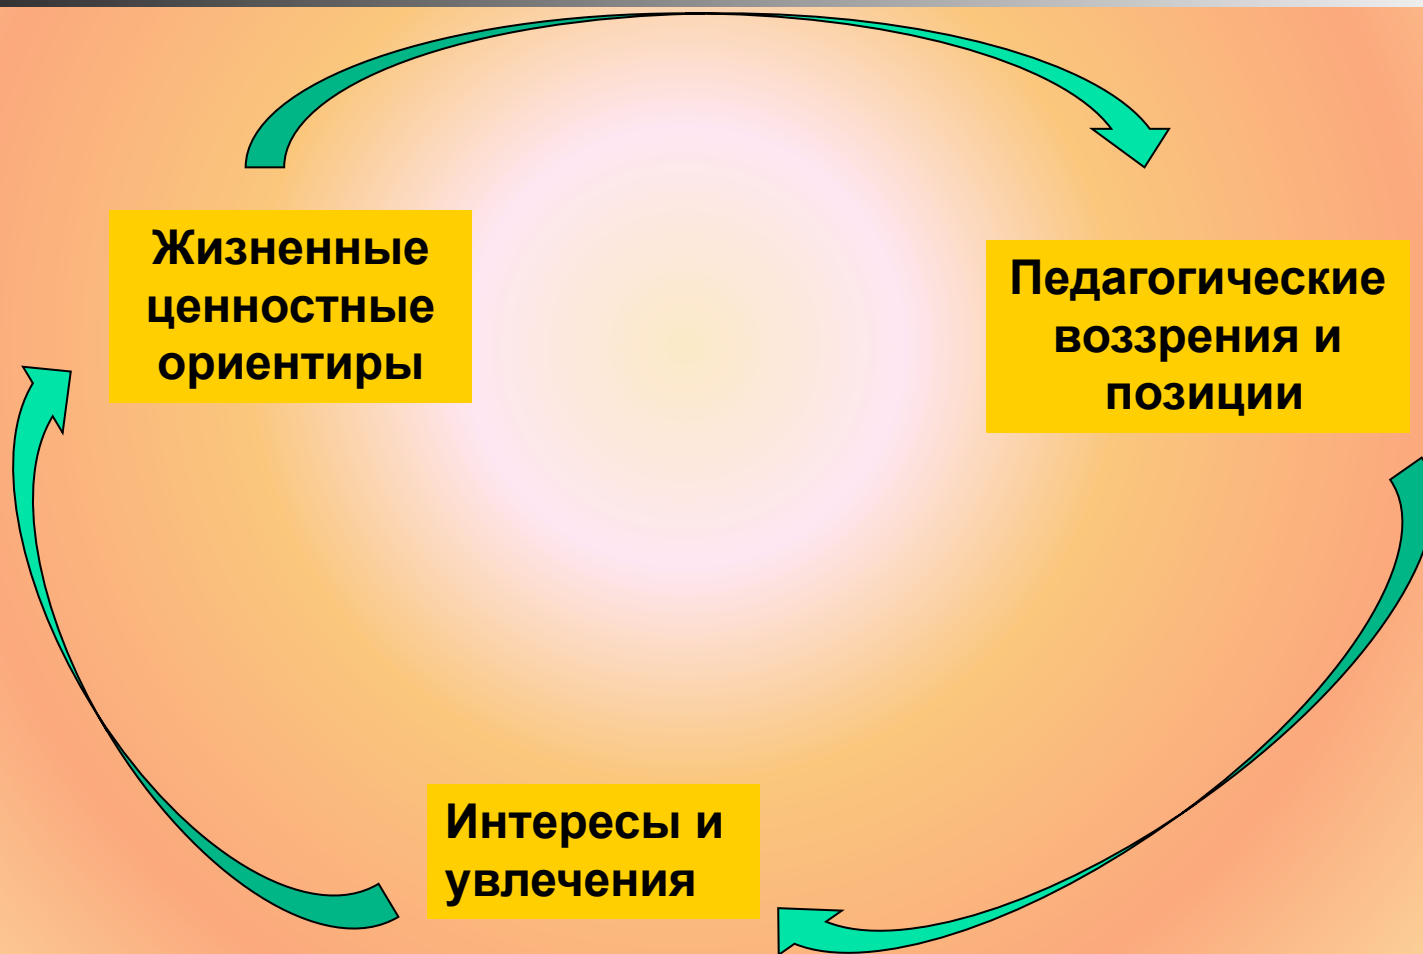 Жизненные
ценностные
ориентиры
Педагогические
воззрения и
позиции
Интересы и
увлечения